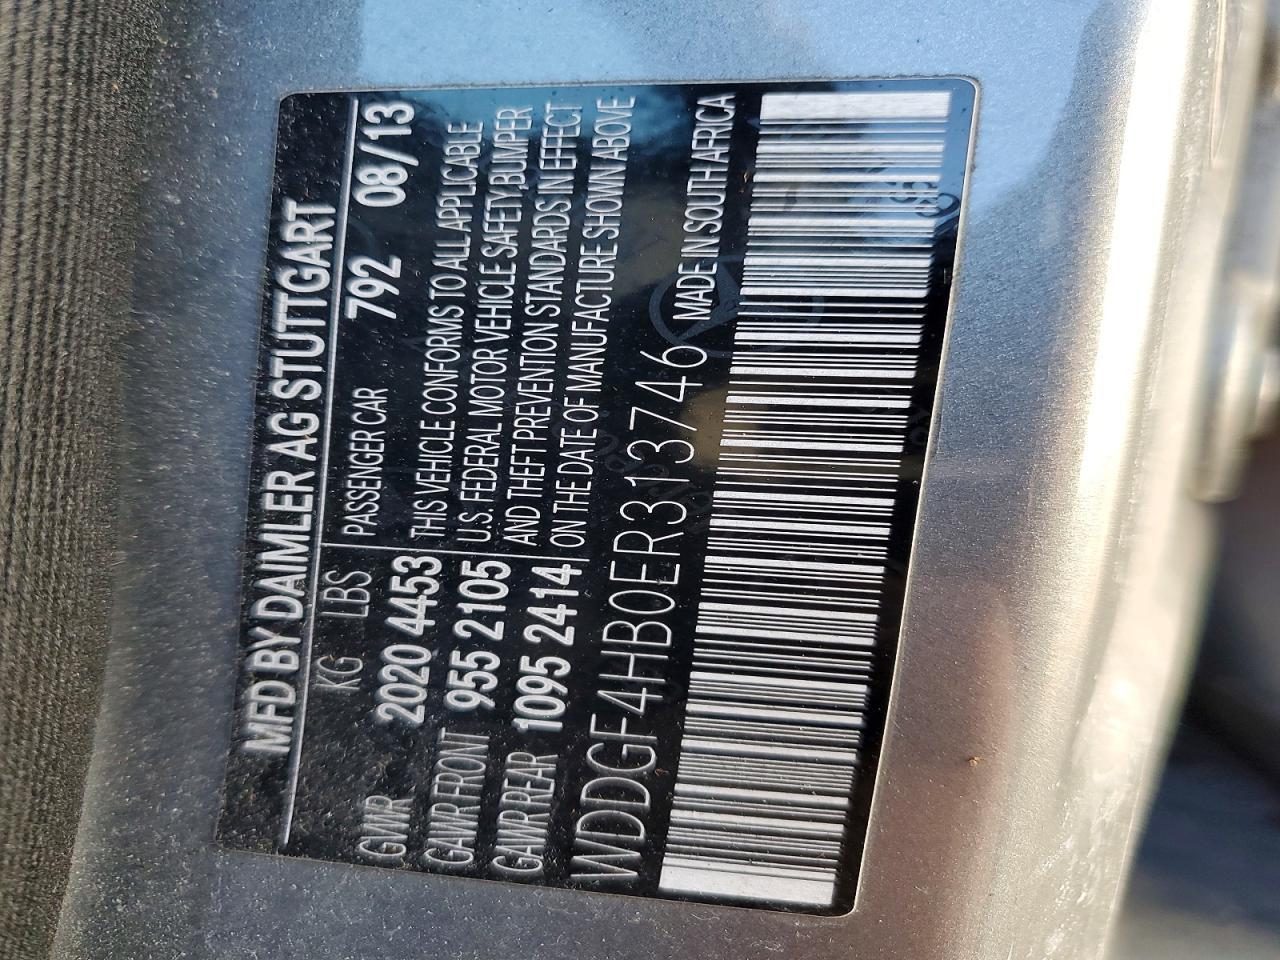 MFD BY DAIMLER AG STUTTGART
KG LBS PASSENGER CAR 792 08/13
GVWR 2020 4453 THIS VEHICLE CONFORMS TO ALL APPLICABLE
GAWR FRONT 955 2105 U.S. FEDERAL MOTOR VEHICLE SAFETY, BUMPER
GAWR REAR 1095 2414 AND THEFT PREVENTION STANDARDS IN EFFECT
ON THE DATE OF MANUFACTURE SHOWN ABOVE
WDDGF4HB0ER313746 MADE IN SOUTH AFRICA